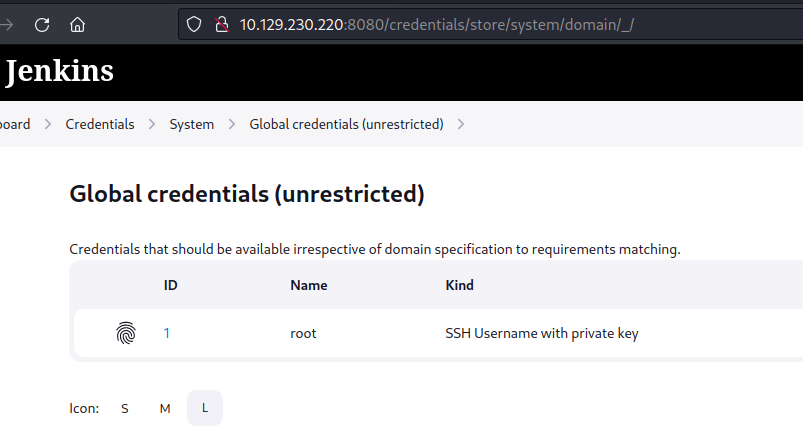 10.129.230.220:8080/credentials/store/system/domain/_/
Jenkins
board > Credentials > System > Global credentials (unrestricted) >
Global credentials (unrestricted)
Credentials that should be available irrespective of domain specification to requirements matching.
ID Name Kind
1 root SSH Username with private key
Icon: S M L